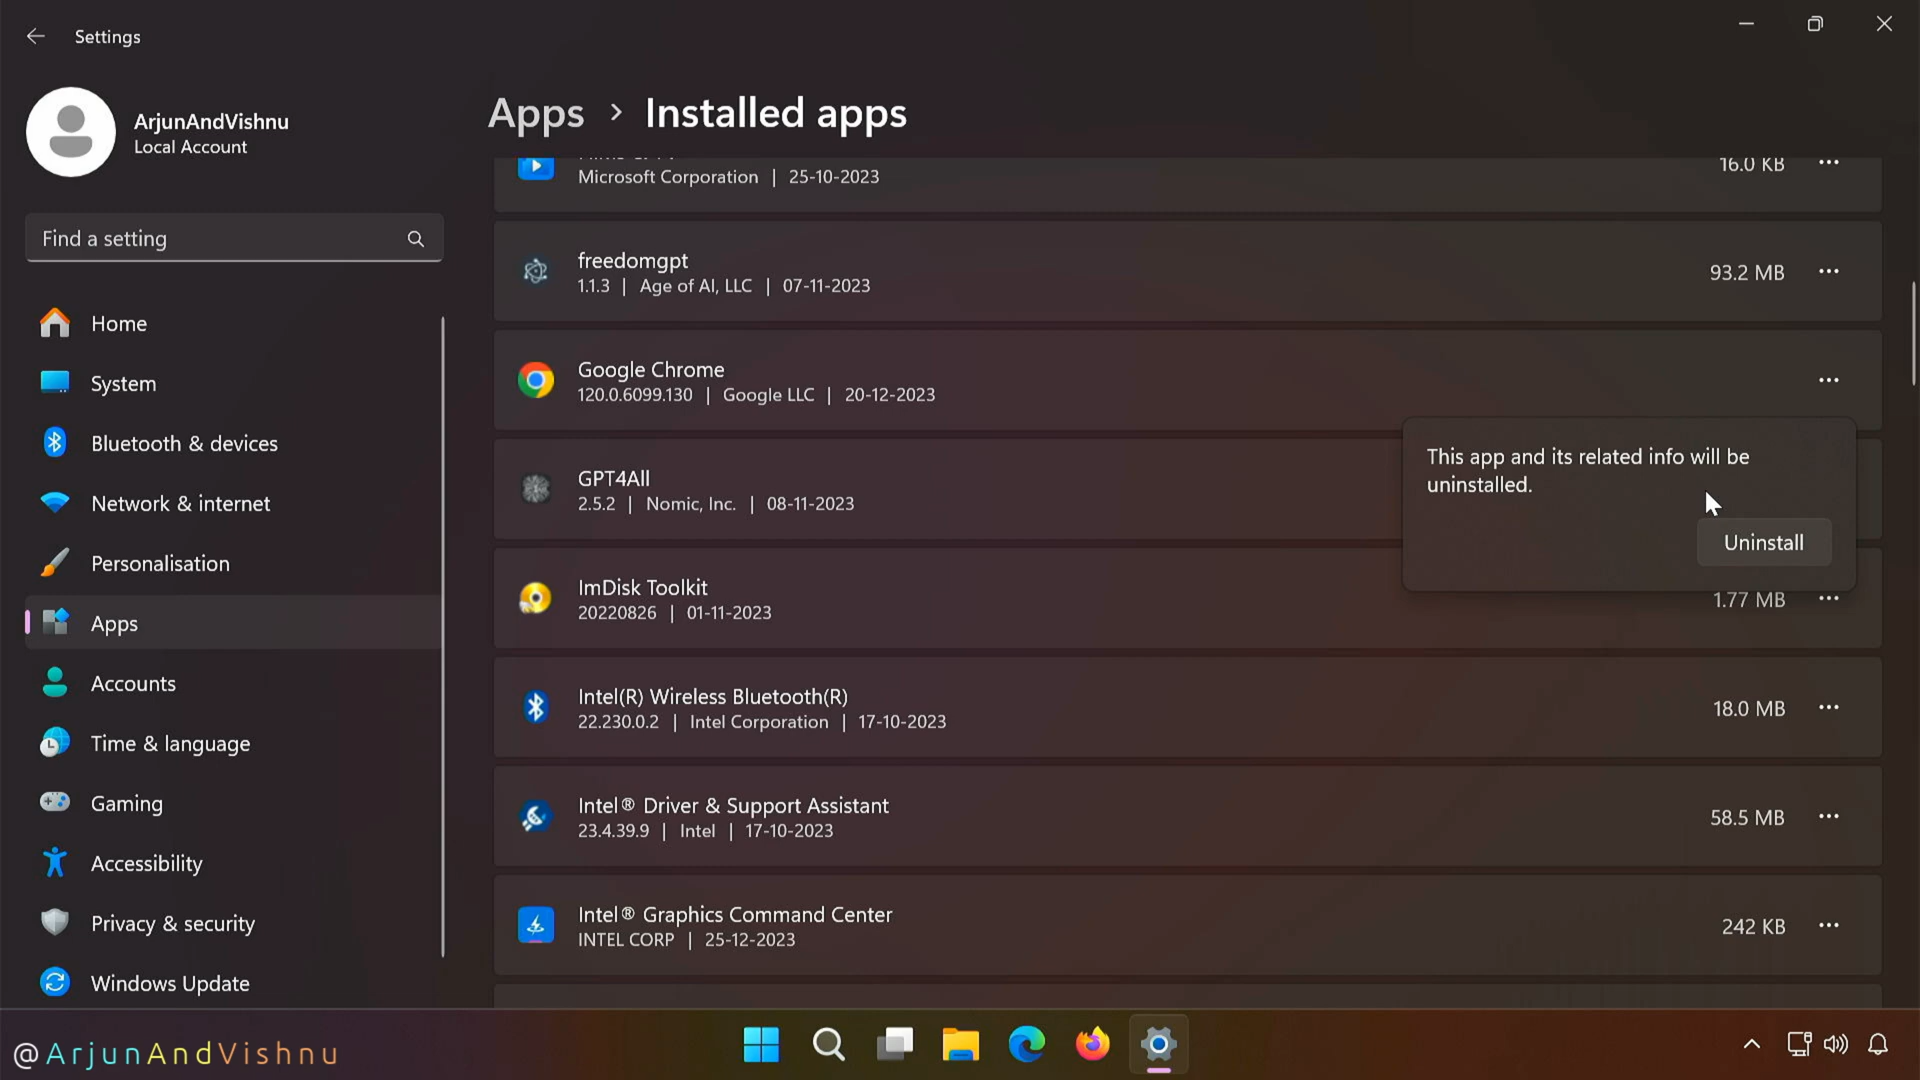 Settings
ArjunAndVishnu
Local Account
Find a setting
Home
System
Bluetooth & devices
Network & internet
Personalisation
Apps
Accounts
Time & language
Gaming
Accessibility
Privacy & security
Windows Update
Apps > Installed apps
Microsoft Corporation | 25-10-2023
16.0 KB
freedomgpt
1.1.3 | Age of AI, LLC | 07-11-2023
93.2 MB
Google Chrome
120.0.6099.130 | Google LLC | 20-12-2023
This app and its related info will be
uninstalled.
Uninstall
GPT4All
2.5.2 | Nomic, Inc. | 08-11-2023
ImDisk Toolkit
20220826 | 01-11-2023
1.77 MB
Intel(R) Wireless Bluetooth(R)
22.230.0.2 | Intel Corporation | 17-10-2023
18.0 MB
Intel® Driver & Support Assistant
23.4.39.9 | Intel | 17-10-2023
58.5 MB
Intel® Graphics Command Center
INTEL CORP | 25-12-2023
242 KB
@ArjunAndVishnu